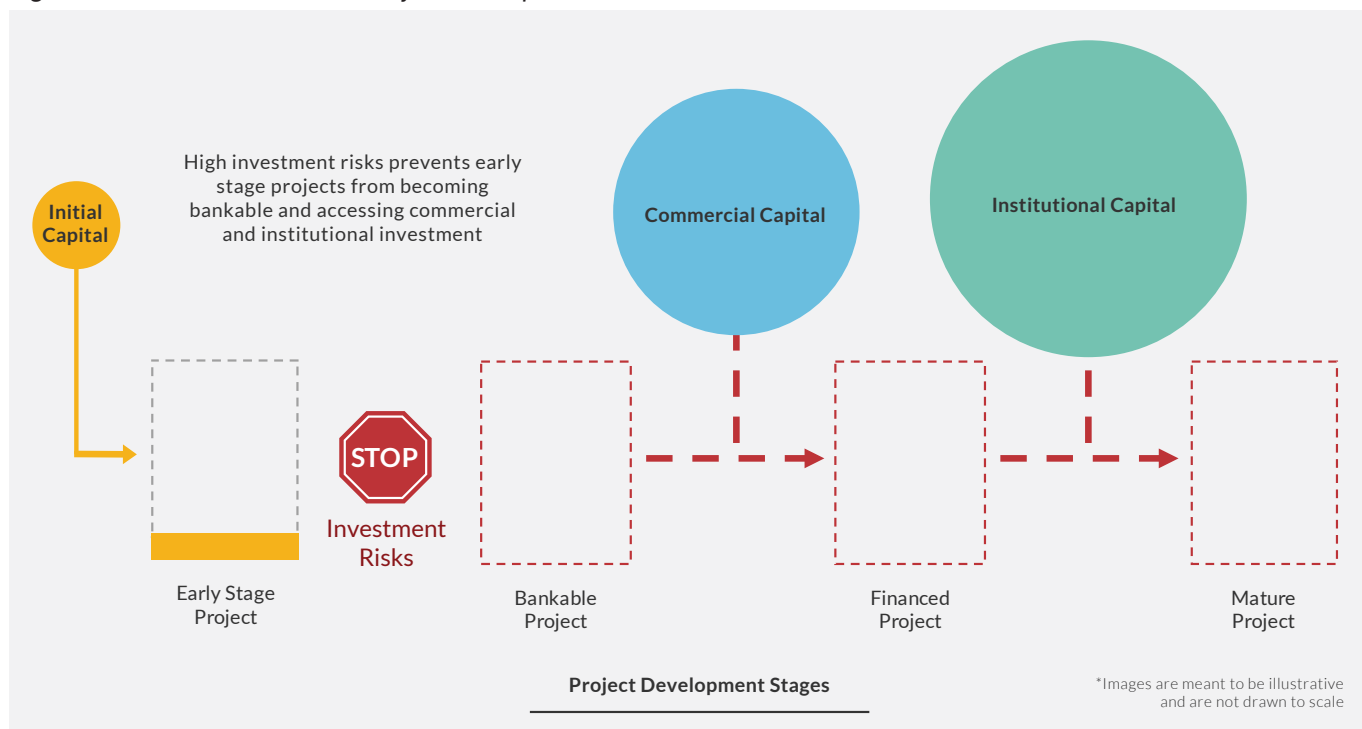 High investment risks prevents early
stage projects from becoming
bankable and accessing commercial
and institutional investment
Initial
Capital
Commercial Capital
Institutional Capital
STOP
Investment
Risks
Early Stage
Project
Bankable
Project
Financed
Project
Mature
Project
Project Development Stages
*Images are meant to be illustrative
and are not drawn to scale